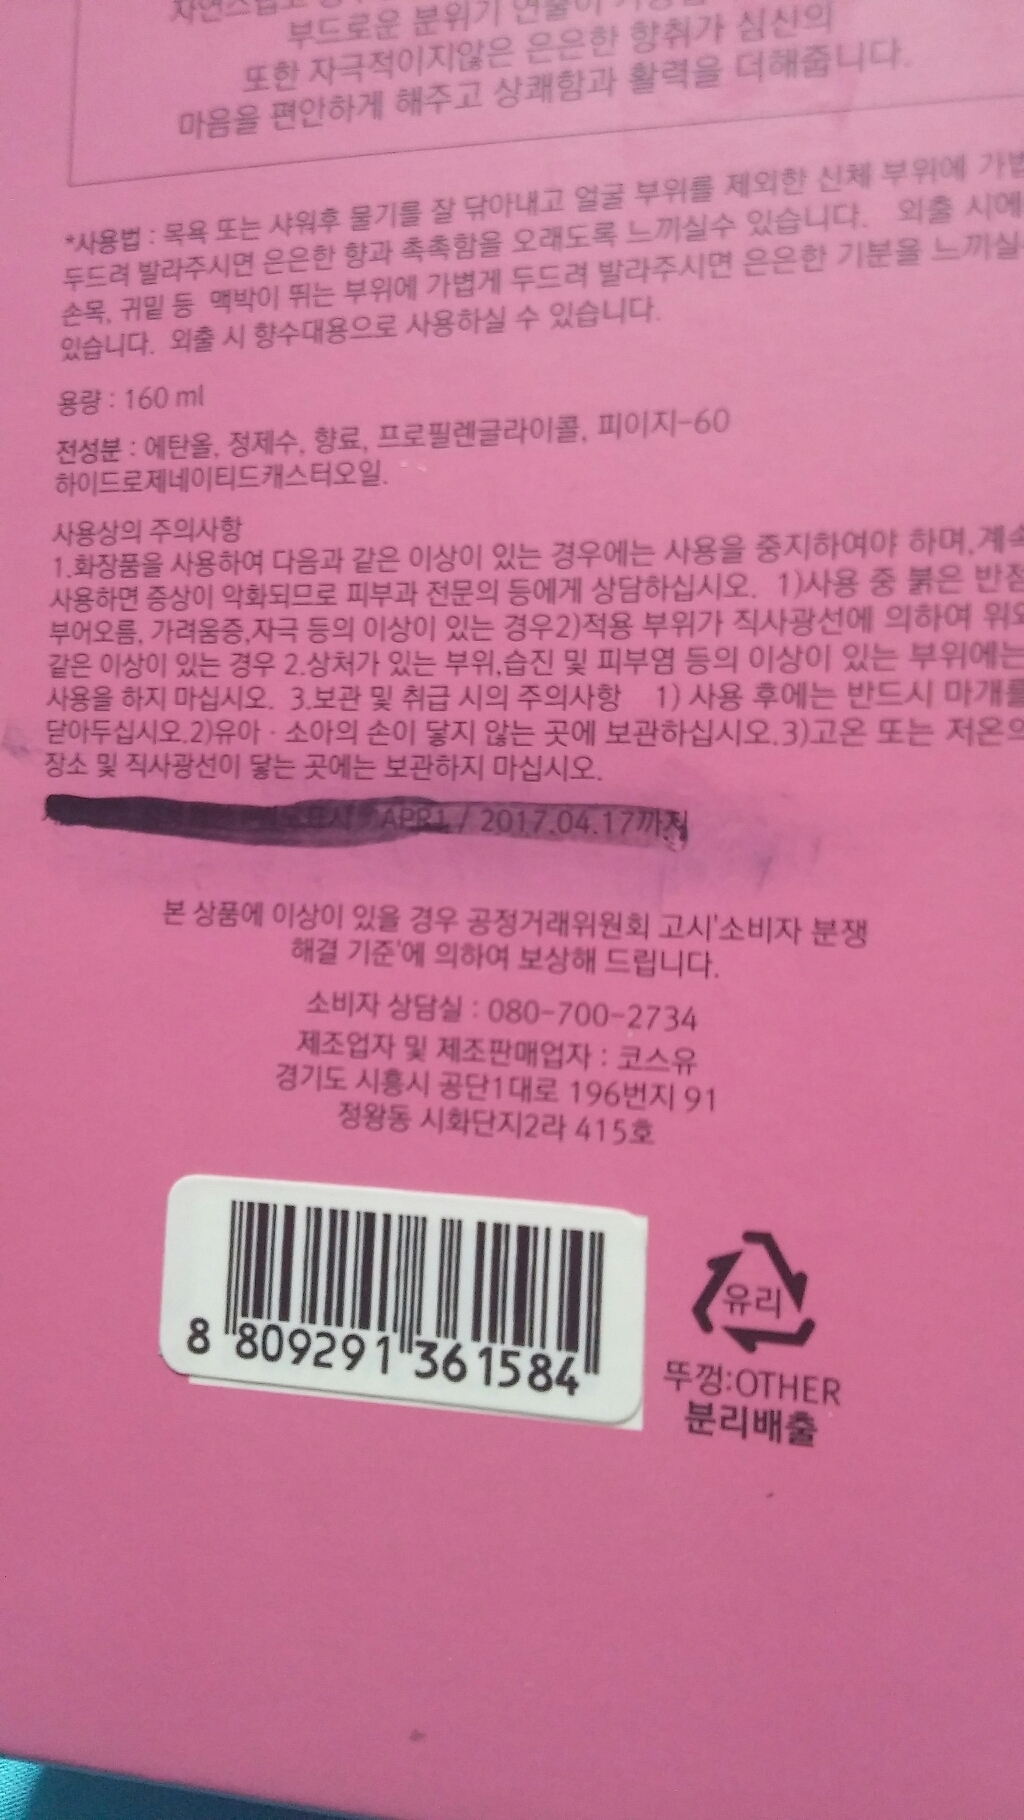 부드로운 분위기 연출이
또한 자극적이지않은 은은한 향취가 심신의
마음을 편안하게 해주고 상쾌함과 활력을 더해줍니다.
*사용법 : 목욕 또는 샤워후 물기를 잘 닦아내고 얼굴 부위를 제외한 신체 부위에 가볍
두드려 발라주시면 은은한 향과 촉촉함을 오래도록 느끼실수 있습니다. 외출 시에
손목, 귀밑 등 맥박이 뛰는 부위에 가볍게 두드려 발라주시면 은은한 기분을 느끼실
있습니다. 외출 시 향수대용으로 사용하실 수 있습니다.
용량 : 160 ml
전성분 : 에탄올, 정제수, 향료, 프로필렌글라이콜, 피이지-60
하이드로제네이티드캐스터오일.
사용상의 주의사항
1.화장품을 사용하여 다음과 같은 이상이 있는 경우에는 사용을 중지하여야 하며,계속
사용하면 증상이 악화되므로 피부과 전문의 등에게 상담하십시오. 1)사용 중 붉은 반점
부어오름, 가려움증,자극 등의 이상이 있는 경우2)적용 부위가 직사광선에 의하여 위와
같은 이상이 있는 경우 2.상처가 있는 부위,습진 및 피부염 등의 이상이 있는 부위에는
사용을 하지 마십시오. 3.보관 및 취급 시의 주의사항 1) 사용 후에는 반드시 마개를
닫아두십시오.2)유아 · 소아의 손이 닿지 않는 곳에 보관하십시오.3)고온 또는 저온의
장소 및 직사광선이 닿는 곳에는 보관하지 마십시오.
APR1 / 2017.04.17까지
본 상품에 이상이 있을 경우 공정거래위원회 고시'소비자 분쟁
해결 기준'에 의하여 보상해 드립니다.
소비자 상담실 : 080-700-2734
제조업자 및 제조판매업자 : 코스유
경기도 시흥시 공단1대로 196번지 91
정왕동 시화단지2라 415호
8 809291 361584
유리
뚜껑:OTHER
분리배출